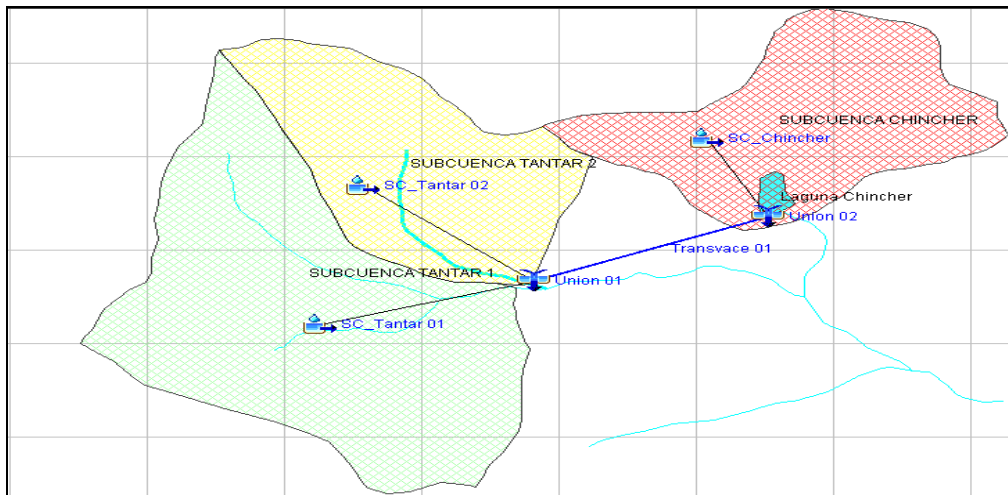 SUBCUENCA CHINCHER
SC_Chincher
SUBCUENCA TANTAR 2
SC_Tantar 02
Laguna Chincher
Union 02
Transvace 01
SUBCUENCA TANTAR 1
Union 01
SC_Tantar 01